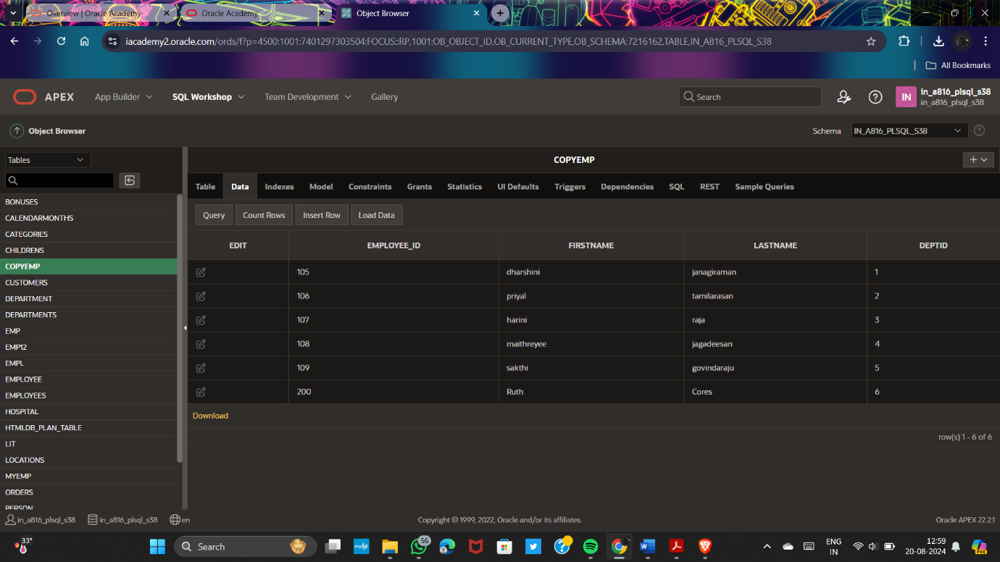 Overview | Oracle Academy
Oracle Academy
Object Browser
iacademy2.oracle.com/ords/f?p=4500:1001:7401297303504:FOCUS::RP,1001:OB_OBJECT_ID,OB_CURRENT_TYPE,OB_SCHEMA:7216162,TABLE,IN_A816_PLSQL_S38
All Bookmarks
APEX App Builder SQL Workshop Team Development Gallery Search IN in_a816_plsql_s38
in_a816_plsql_s38
Object Browser Schema IN_A816_PLSQL_S38
Tables
COPYEMP
Table Data Indexes Model Constraints Grants Statistics UI Defaults Triggers Dependencies SQL REST Sample Queries
Query Count Rows Insert Row Load Data
BONUSES
CALENDARMONTHS
CATEGORIES
CHILDRENS
COPYEMP
CUSTOMERS
DEPARTMENT
DEPARTMENTS
EMP
EMP12
EMPL
EMPLOYEE
EMPLOYEES
HOSPITAL
HTMLDB_PLAN_TABLE
LIT
LOCATIONS
MYEMP
ORDERS
PERSON
EDIT EMPLOYEE_ID FIRSTNAME LASTNAME DEPTID
105 dharshini janagiraman 1
106 priyal tamilarasan 2
107 harini raja 3
108 maithreyee jagadeesan 4
109 sakthi govindaraju 5
200 Ruth Cores 6
Download
row(s) 1 - 6 of 6
in_a816_plsql_s38 in_a816_plsql_s38 en Copyright © 1999, 2022, Oracle and/or its affiliates. Oracle APEX 22.2.1
33°
Search
myhp
56
ENG
IN
12:59
20-08-2024
PRE